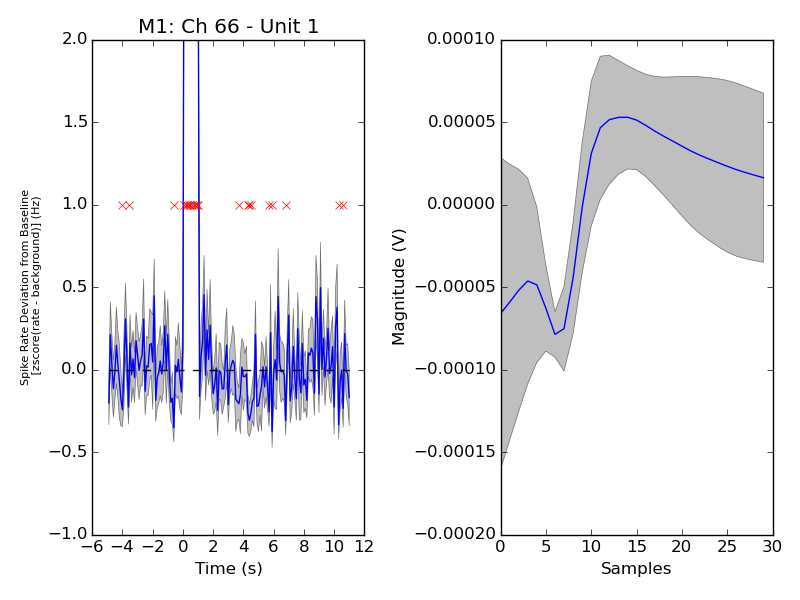 M1: Ch 66 - Unit 1
Spike Rate Deviation from Baseline
[zscore(rate - background)] (Hz)
2.0
1.5
1.0
0.5
0.0
−0.5
−1.0
−6 −4 −2 0 2 4 6 8 10 12
Time (s)
Magnitude (V)
0.00010
0.00005
0.00000
−0.00005
−0.00010
−0.00015
−0.00020
0 5 10 15 20 25 30
Samples